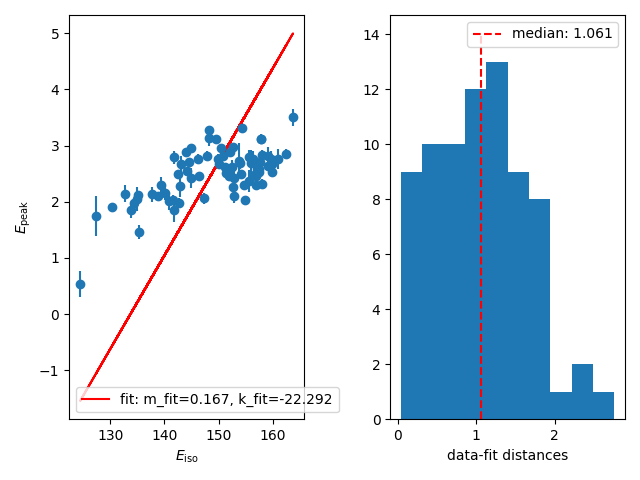 5
4
3
2
1
0
−1
E_peak
fit: m_fit=0.167, k_fit=-22.292
130 140 150 160
E_iso
median: 1.061
14
12
10
8
6
4
2
0
0 1 2
data-fit distances